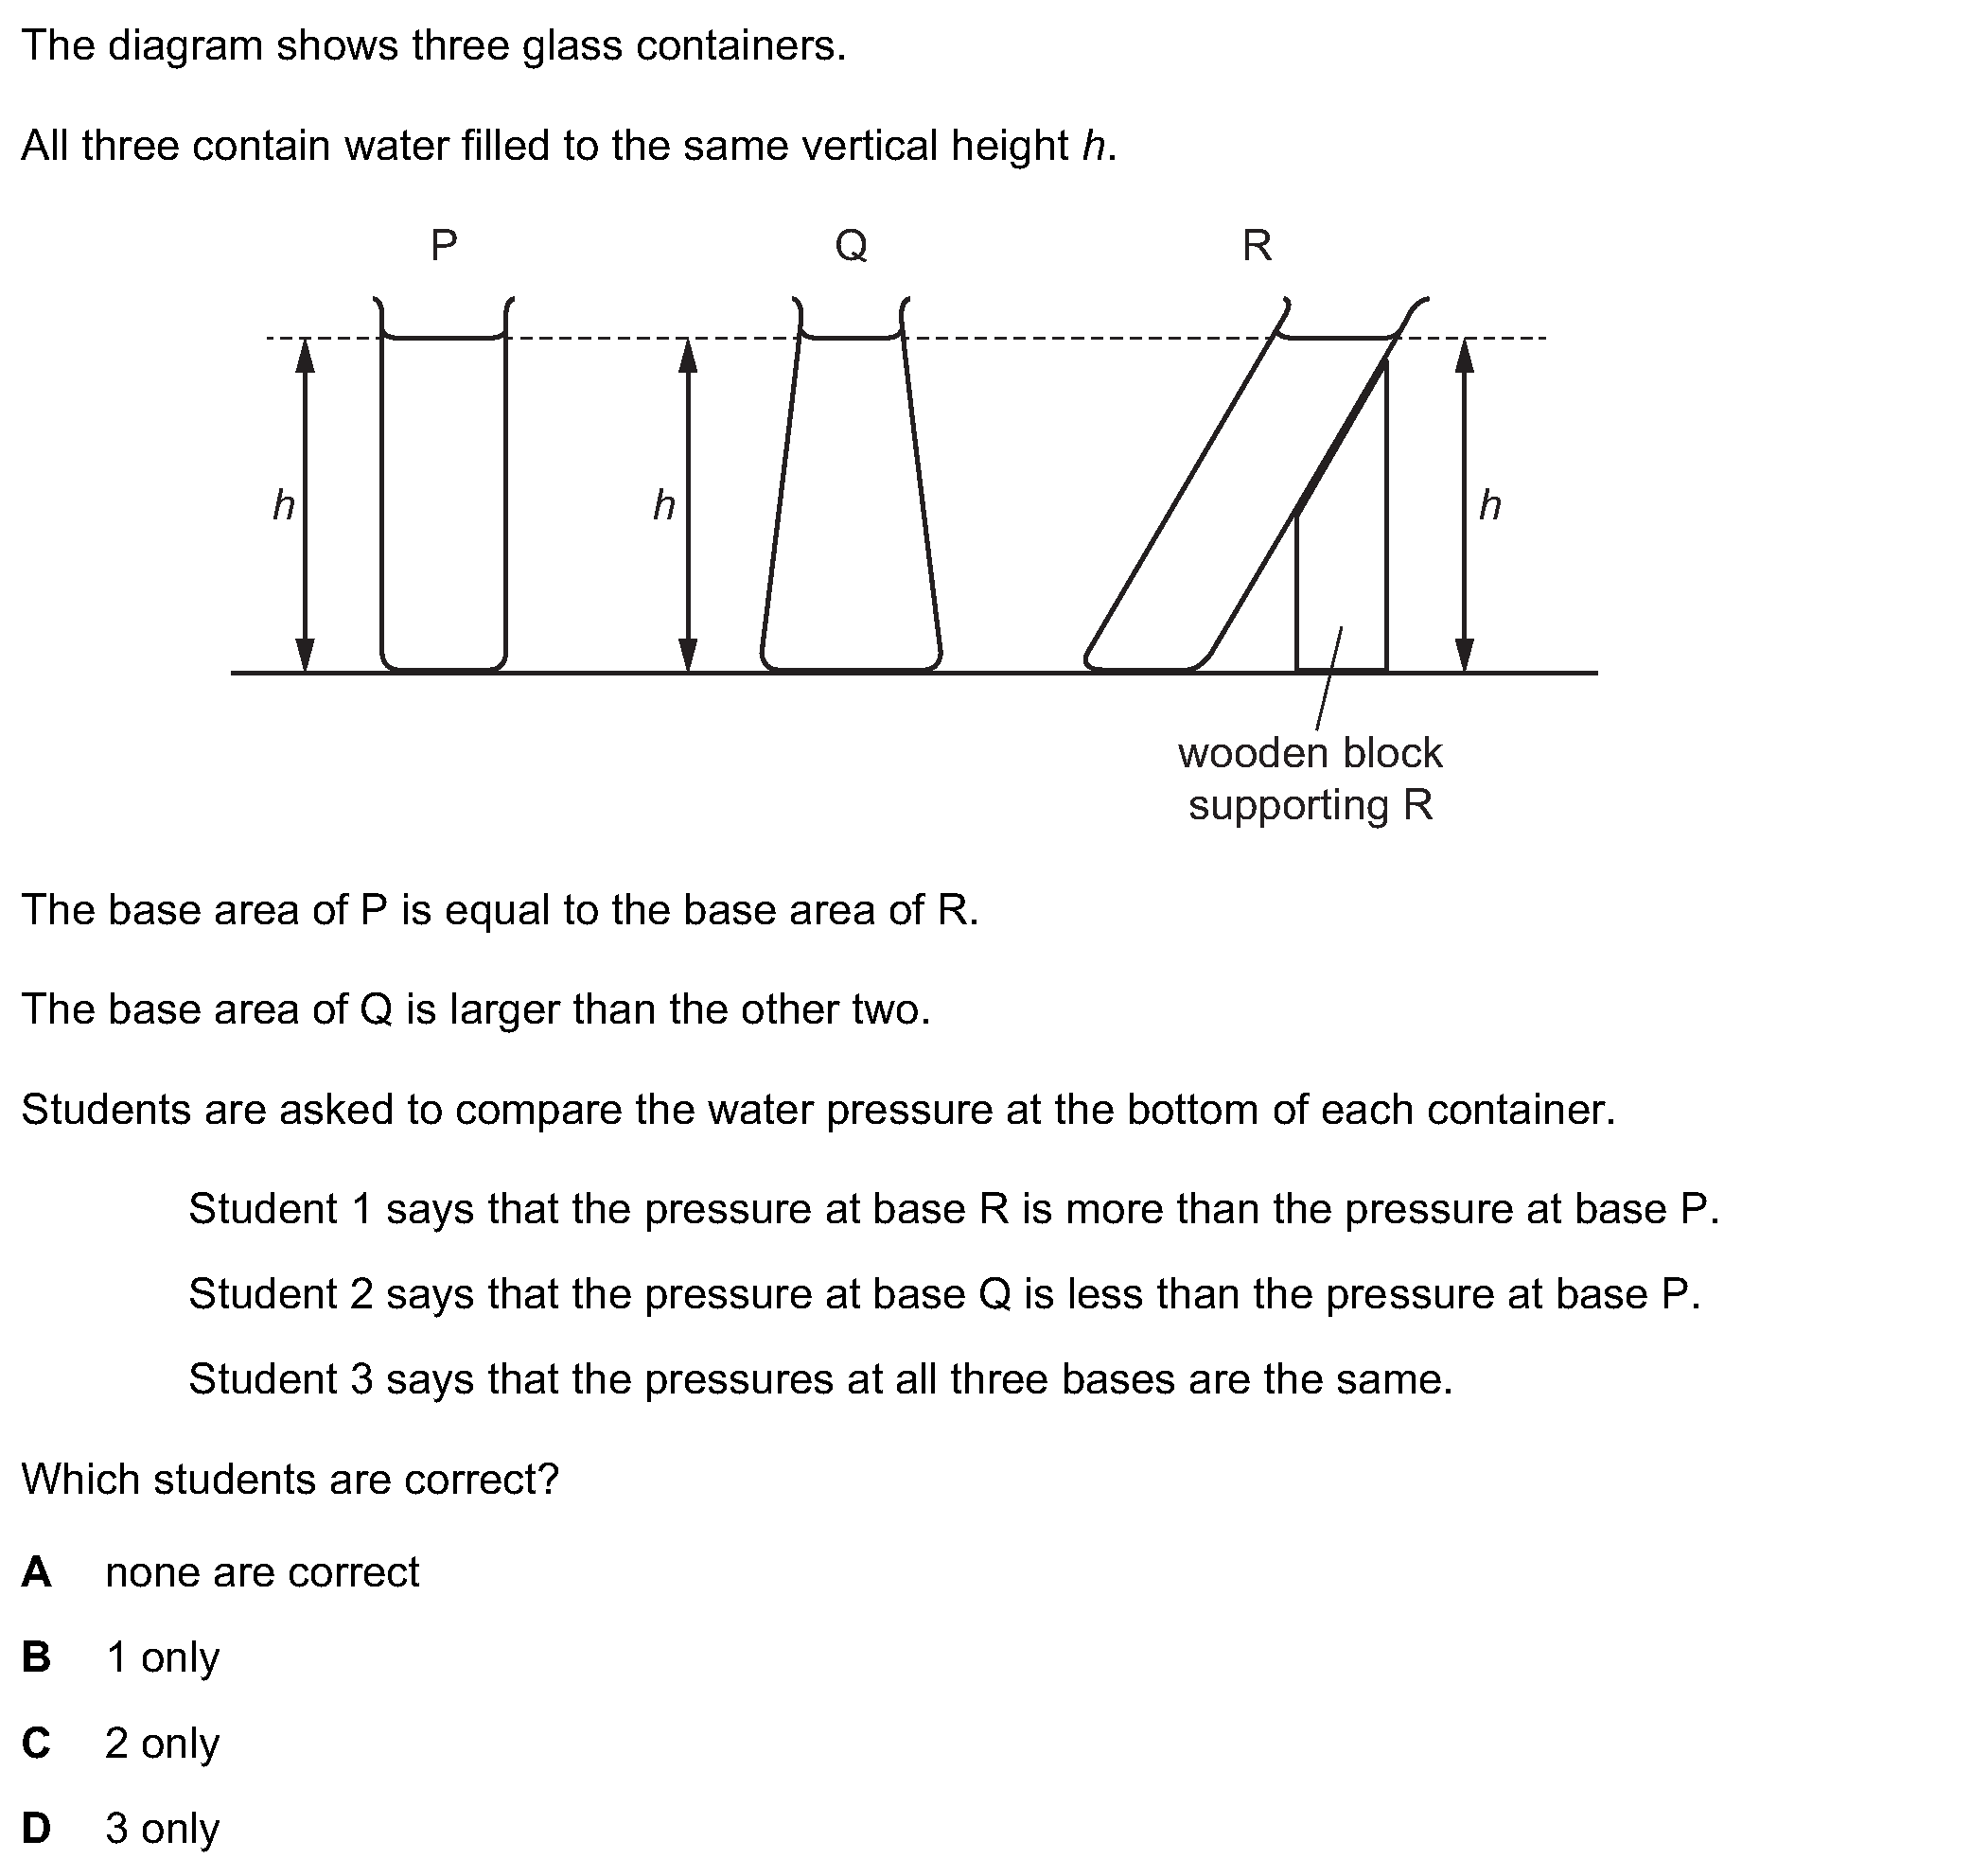 The diagram shows three glass containers.
All three contain water filled to the same vertical height h.
P Q R
h h h
wooden block
supporting R
The base area of P is equal to the base area of R.
The base area of Q is larger than the other two.
Students are asked to compare the water pressure at the bottom of each container.
Student 1 says that the pressure at base R is more than the pressure at base P.
Student 2 says that the pressure at base Q is less than the pressure at base P.
Student 3 says that the pressures at all three bases are the same.
Which students are correct?
A none are correct
B 1 only
C 2 only
D 3 only